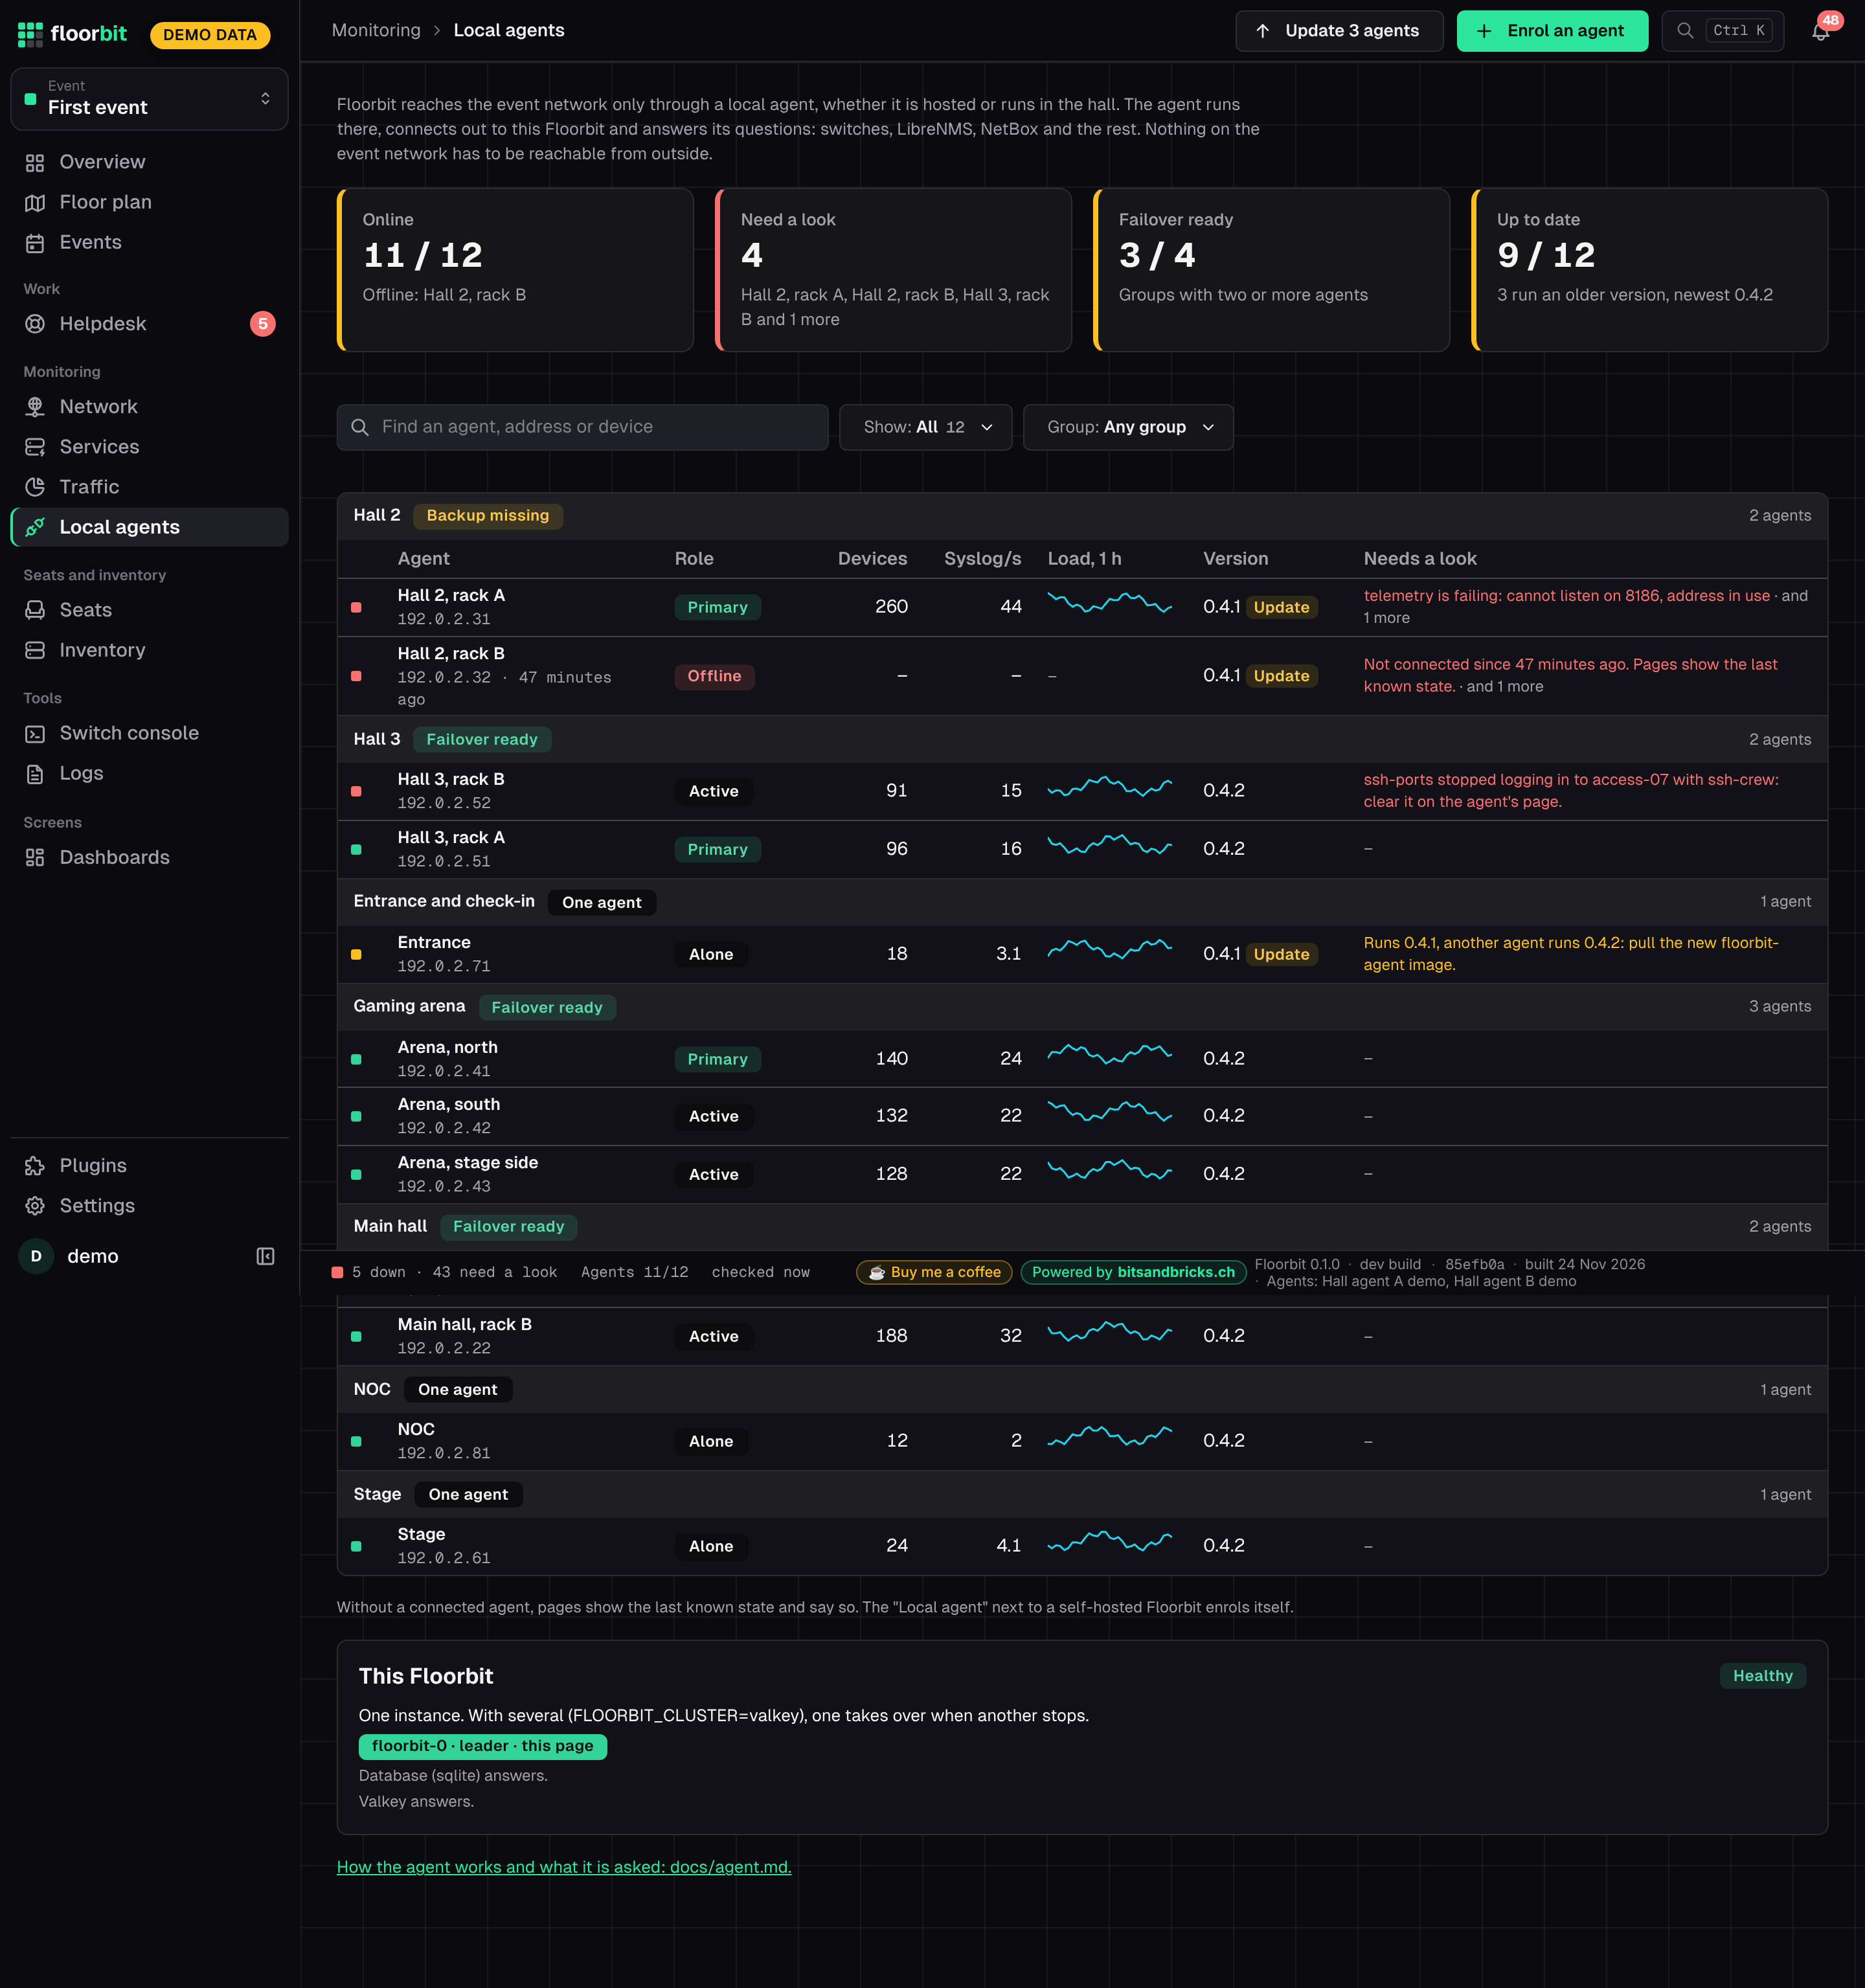 floorbit DEMO DATA
Event
First event
Overview
Floor plan
Events
Work
Helpdesk 5
Monitoring
Network
Services
Traffic
Local agents
Seats and inventory
Seats
Inventory
Tools
Switch console
Logs
Screens
Dashboards
Plugins
Settings
D demo
Monitoring > Local agents
Update 3 agents
Enrol an agent
Ctrl K
48
Floorbit reaches the event network only through a local agent, whether it is hosted or runs in the hall. The agent runs
there, connects out to this Floorbit and answers its questions: switches, LibreNMS, NetBox and the rest. Nothing on the
event network has to be reachable from outside.
Online
11 / 12
Offline: Hall 2, rack B
Need a look
4
Hall 2, rack A, Hall 2, rack B, Hall 3, rack
B and 1 more
Failover ready
3 / 4
Groups with two or more agents
Up to date
9 / 12
3 run an older version, newest 0.4.2
Find an agent, address or device
Show: All 12
Group: Any group
Hall 2 Backup missing 2 agents
Agent Role Devices Syslog/s Load, 1 h Version Needs a look
Hall 2, rack A
192.0.2.31
Primary 260 44 0.4.1 Update
telemetry is failing: cannot listen on 8186, address in use · and
1 more
Hall 2, rack B
192.0.2.32 · 47 minutes
ago
Offline – – – 0.4.1 Update
Not connected since 47 minutes ago. Pages show the last
known state. · and 1 more
Hall 3 Failover ready 2 agents
Hall 3, rack B
192.0.2.52
Active 91 15 0.4.2
ssh-ports stopped logging in to access-07 with ssh-crew:
clear it on the agent's page.
Hall 3, rack A
192.0.2.51
Primary 96 16 0.4.2 –
Entrance and check-in One agent 1 agent
Entrance
192.0.2.71
Alone 18 3.1 0.4.1 Update
Runs 0.4.1, another agent runs 0.4.2: pull the new floorbit-
agent image.
Gaming arena Failover ready 3 agents
Arena, north
192.0.2.41
Primary 140 24 0.4.2 –
Arena, south
192.0.2.42
Active 132 22 0.4.2 –
Arena, stage side
192.0.2.43
Active 128 22 0.4.2 –
Main hall Failover ready 2 agents
5 down · 43 need a look Agents 11/12 checked now
☕ Buy me a coffee
Powered by bitsandbricks.ch
Floorbit 0.1.0 · dev build · 85efb0a · built 24 Nov 2026
· Agents: Hall agent A demo, Hall agent B demo
Main hall, rack B
192.0.2.22
Active 188 32 0.4.2 –
NOC One agent 1 agent
NOC
192.0.2.81
Alone 12 2 0.4.2 –
Stage One agent 1 agent
Stage
192.0.2.61
Alone 24 4.1 0.4.2 –
Without a connected agent, pages show the last known state and say so. The "Local agent" next to a self-hosted Floorbit enrols itself.
This Floorbit Healthy
One instance. With several (FLOORBIT_CLUSTER=valkey), one takes over when another stops.
floorbit-0 · leader · this page
Database (sqlite) answers.
Valkey answers.
How the agent works and what it is asked: docs/agent.md.